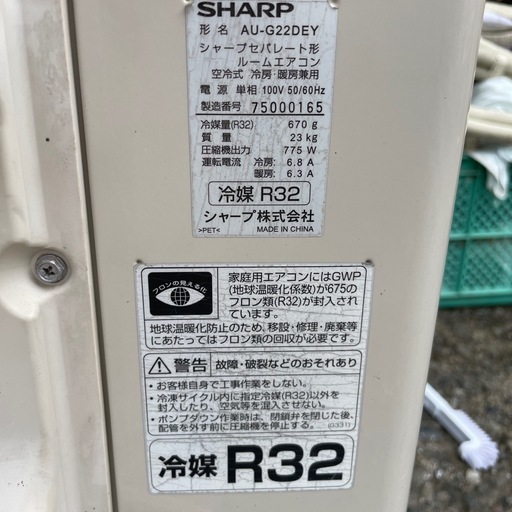 SHARP
形 名 AU-G22DEY
シャープセパレート形
ルームエアコン
空冷式 冷房・暖房兼用
電 源 単相 100V 50/60Hz
製造番号 75000165
冷媒量(R32) 670 g
質 量 23 kg
圧縮機出力 775 W
運転電流 冷房: 6.8 A
暖房: 6.3 A
冷媒 R32
シャープ株式会社
>PET< MADE IN CHINA
フロンの見える化
家庭用エアコンにはGWP
(地球温暖化係数)が675の
フロン類(R32)が封入され
ています。
地球温暖化防止のため、移設・修理・廃棄等
にあたってはフロン類の回収が必要です。
警告 故障・破裂などのおそれあり
・お客様自身で工事作業をしない。
・冷凍サイクル内に指定冷媒(R32)以外を
封入したり、空気等を混入させない。
・ポンプダウン作業時は、閉鎖弁を閉じた後、
配管を外す前に圧縮機を停止する。 (G331)
冷媒 R32